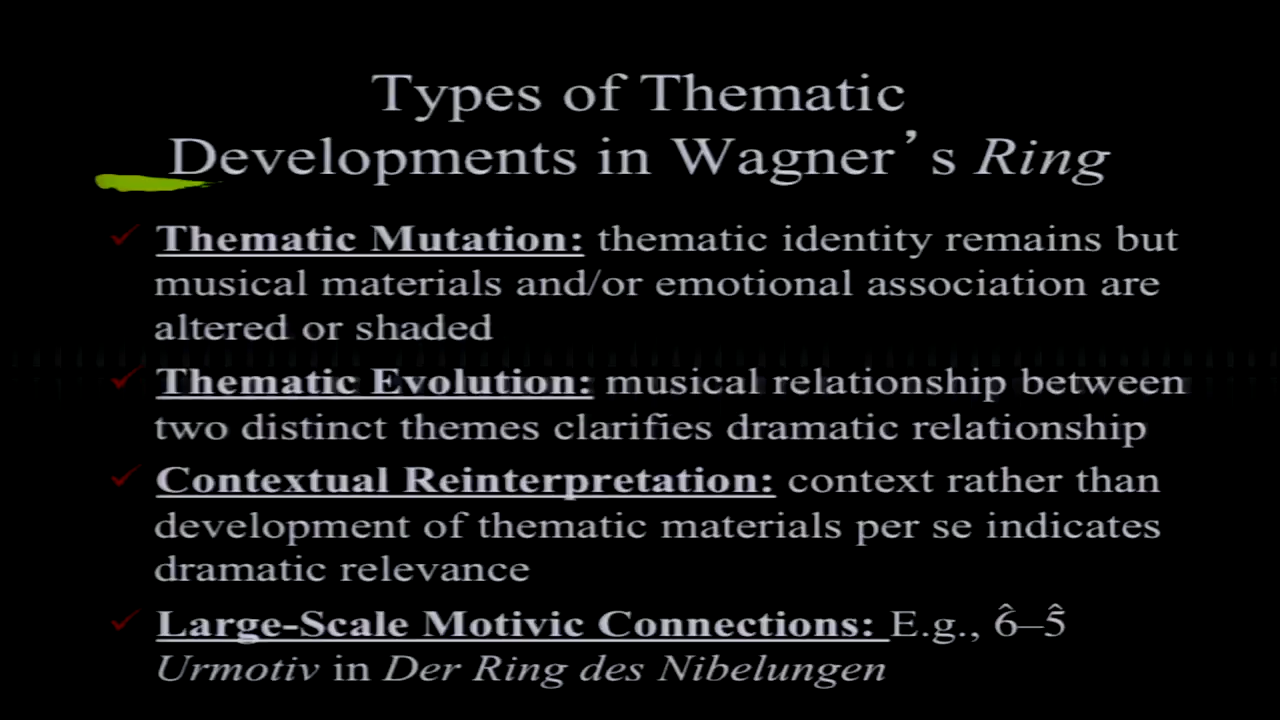 Types of Thematic
Developments in Wagner’s Ring
✓ Thematic Mutation: thematic identity remains but
musical materials and/or emotional association are
altered or shaded
✓ Thematic Evolution: musical relationship between
two distinct themes clarifies dramatic relationship
✓ Contextual Reinterpretation: context rather than
development of thematic materials per se indicates
dramatic relevance
✓ Large-Scale Motivic Connections: E.g., 6̂–5̂
Urmotiv in Der Ring des Nibelungen